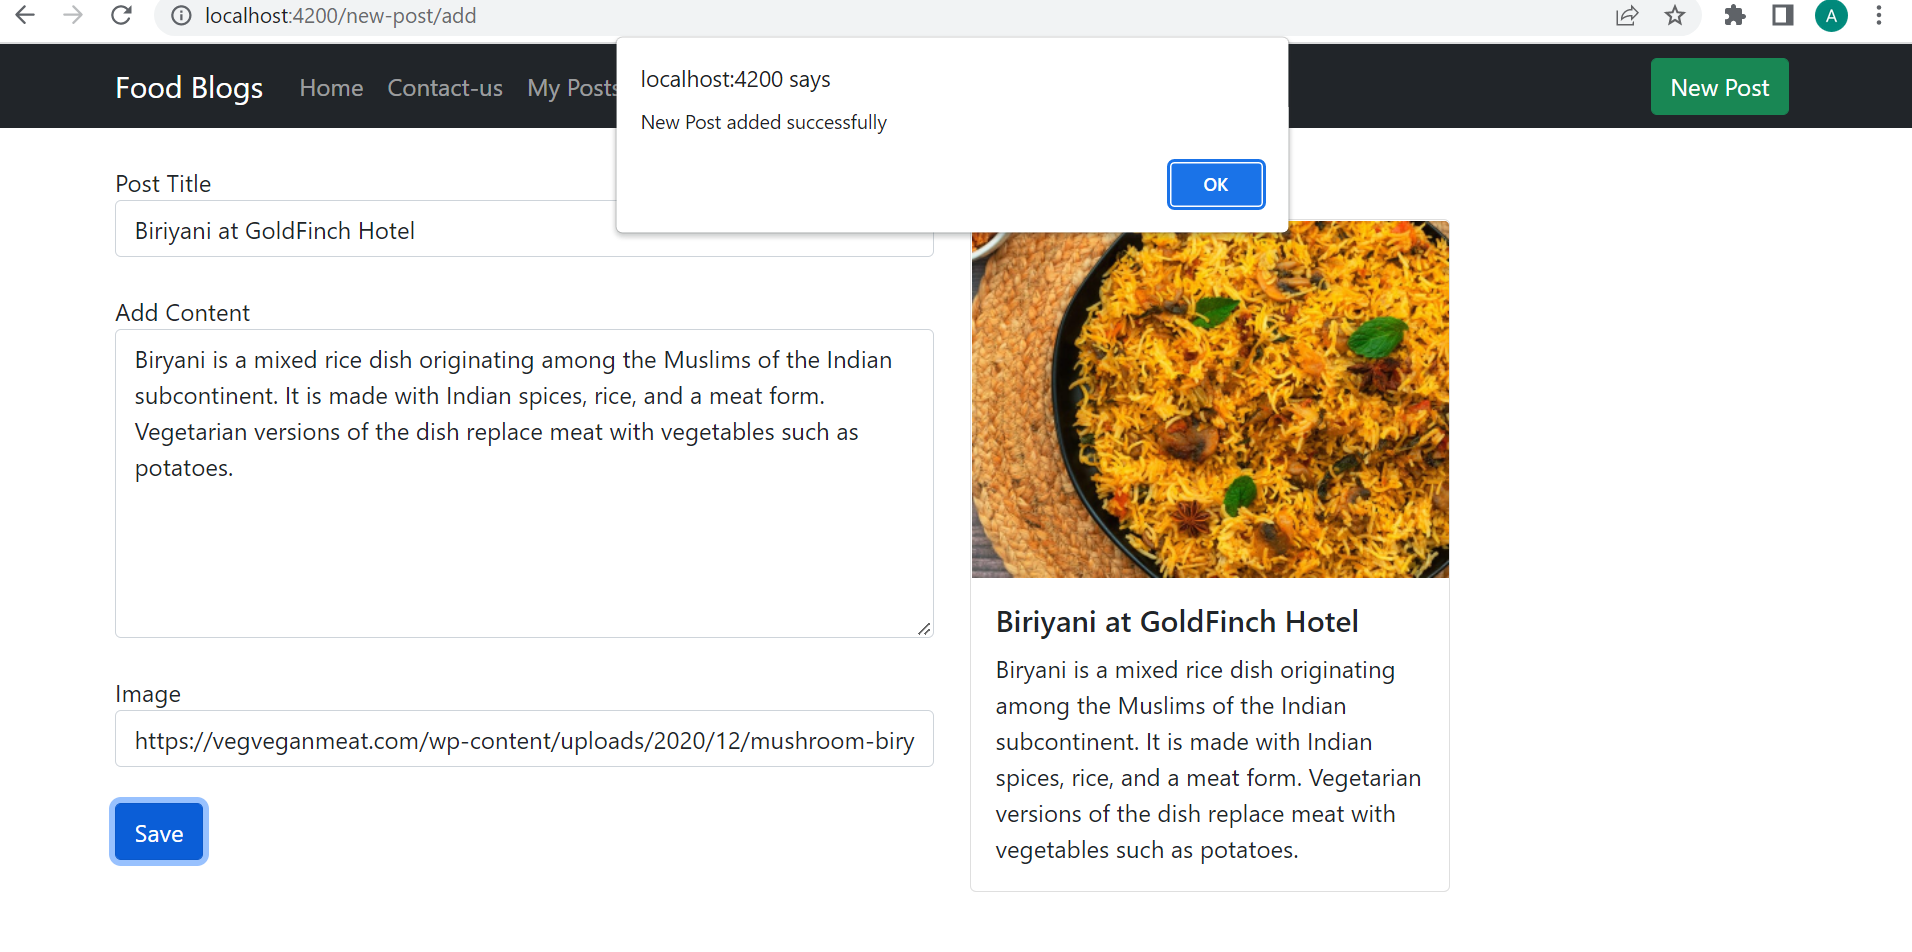 localhost:4200/new-post/add
A
localhost:4200 says
New Post added successfully
OK
Food Blogs Home Contact-us My Posts New Post
Post Title
Biriyani at GoldFinch Hotel
Add Content
Biryani is a mixed rice dish originating among the Muslims of the Indian
subcontinent. It is made with Indian spices, rice, and a meat form.
Vegetarian versions of the dish replace meat with vegetables such as
potatoes.
Image
https://vegveganmeat.com/wp-content/uploads/2020/12/mushroom-biry
Save
Biriyani at GoldFinch Hotel
Biryani is a mixed rice dish originating
among the Muslims of the Indian
subcontinent. It is made with Indian
spices, rice, and a meat form. Vegetarian
versions of the dish replace meat with
vegetables such as potatoes.